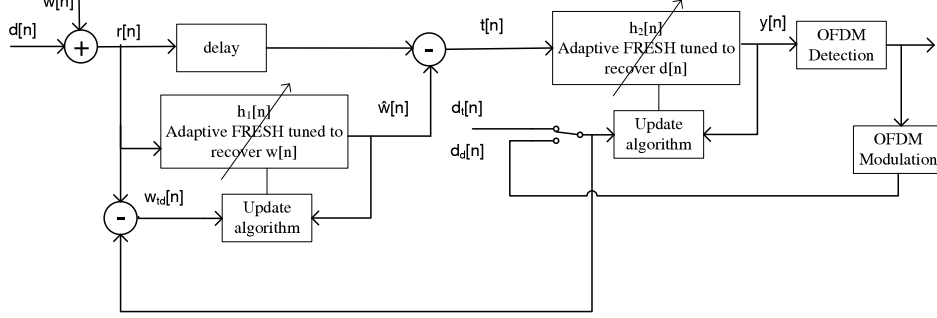 w[n]
d[n]
r[n]
+
delay
-
t[n]
h₂[n]
Adaptive FRESH tuned to
recover d[n]
y[n]
OFDM
Detection
h₁[n]
Adaptive FRESH tuned to
recover w[n]
ŵ[n]
dₜ[n]
d_d[n]
Update
algorithm
OFDM
Modulation
-
w_td[n]
Update
algorithm